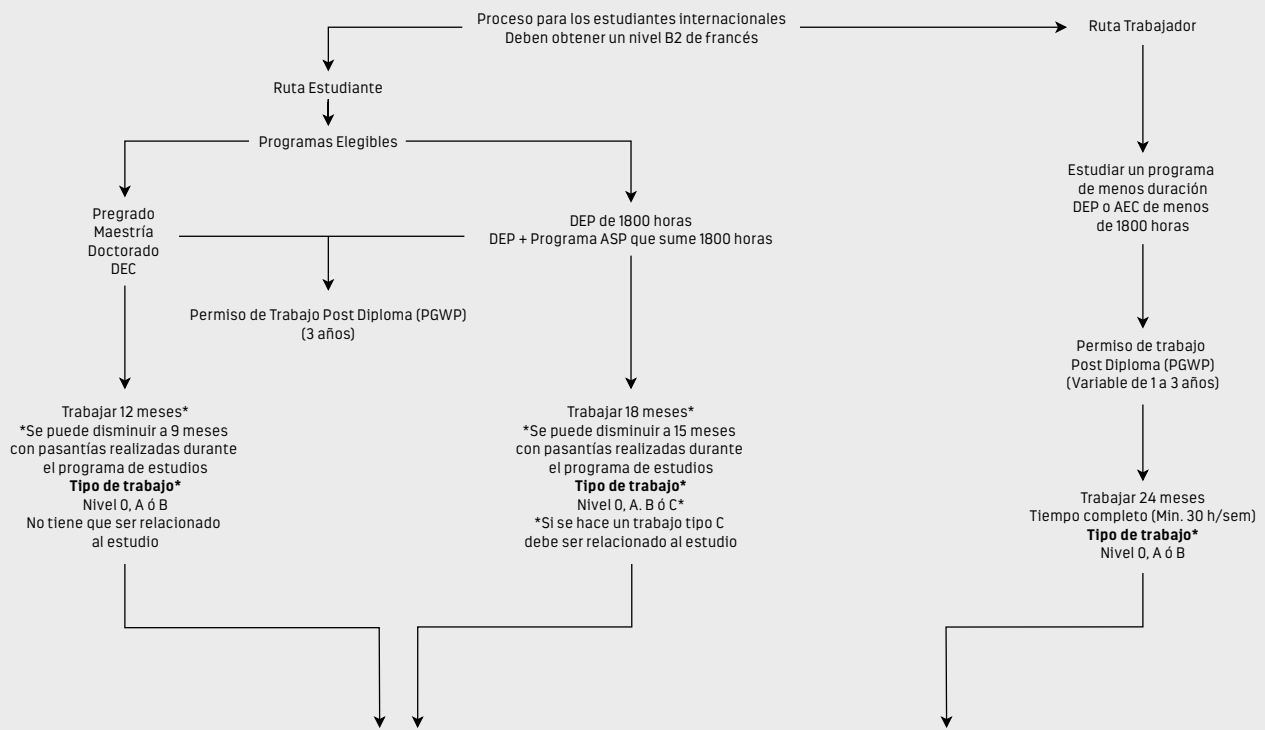 Proceso para los estudiantes internacionales
Deben obtener un nivel B2 de francés
Ruta Trabajador
Ruta Estudiante
Programas Elegibles
Estudiar un programa
de menos duración
DEP o AEC de menos
de 1800 horas
Pregrado
Maestría
Doctorado
DEC
DEP de 1800 horas
DEP + Programa ASP que sume 1800 horas
Permiso de Trabajo Post Diploma (PGWP)
(3 años)
Permiso de trabajo
Post Diploma (PGWP)
(Variable de 1 a 3 años)
Trabajar 12 meses*
*Se puede disminuir a 9 meses
con pasantías realizadas durante
el programa de estudios
Tipo de trabajo*
Nivel 0, A ó B
No tiene que ser relacionado
al estudio
Trabajar 18 meses*
*Se puede disminuir a 15 meses
con pasantías realizadas durante
el programa de estudios
Tipo de trabajo*
Nivel 0, A. B ó C*
*Si se hace un trabajo tipo C
debe ser relacionado al estudio
Trabajar 24 meses
Tiempo completo (Min. 30 h/sem)
Tipo de trabajo*
Nivel 0, A ó B